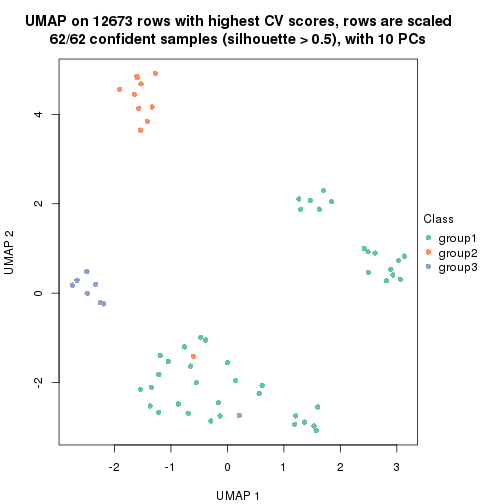 UMAP on 12673 rows with highest CV scores, rows are scaled
62/62 confident samples (silhouette > 0.5), with 10 PCs
4
2
0
-2
UMAP 2
-2
-1
0
1
2
3
UMAP 1
Class
group1
group2
group3